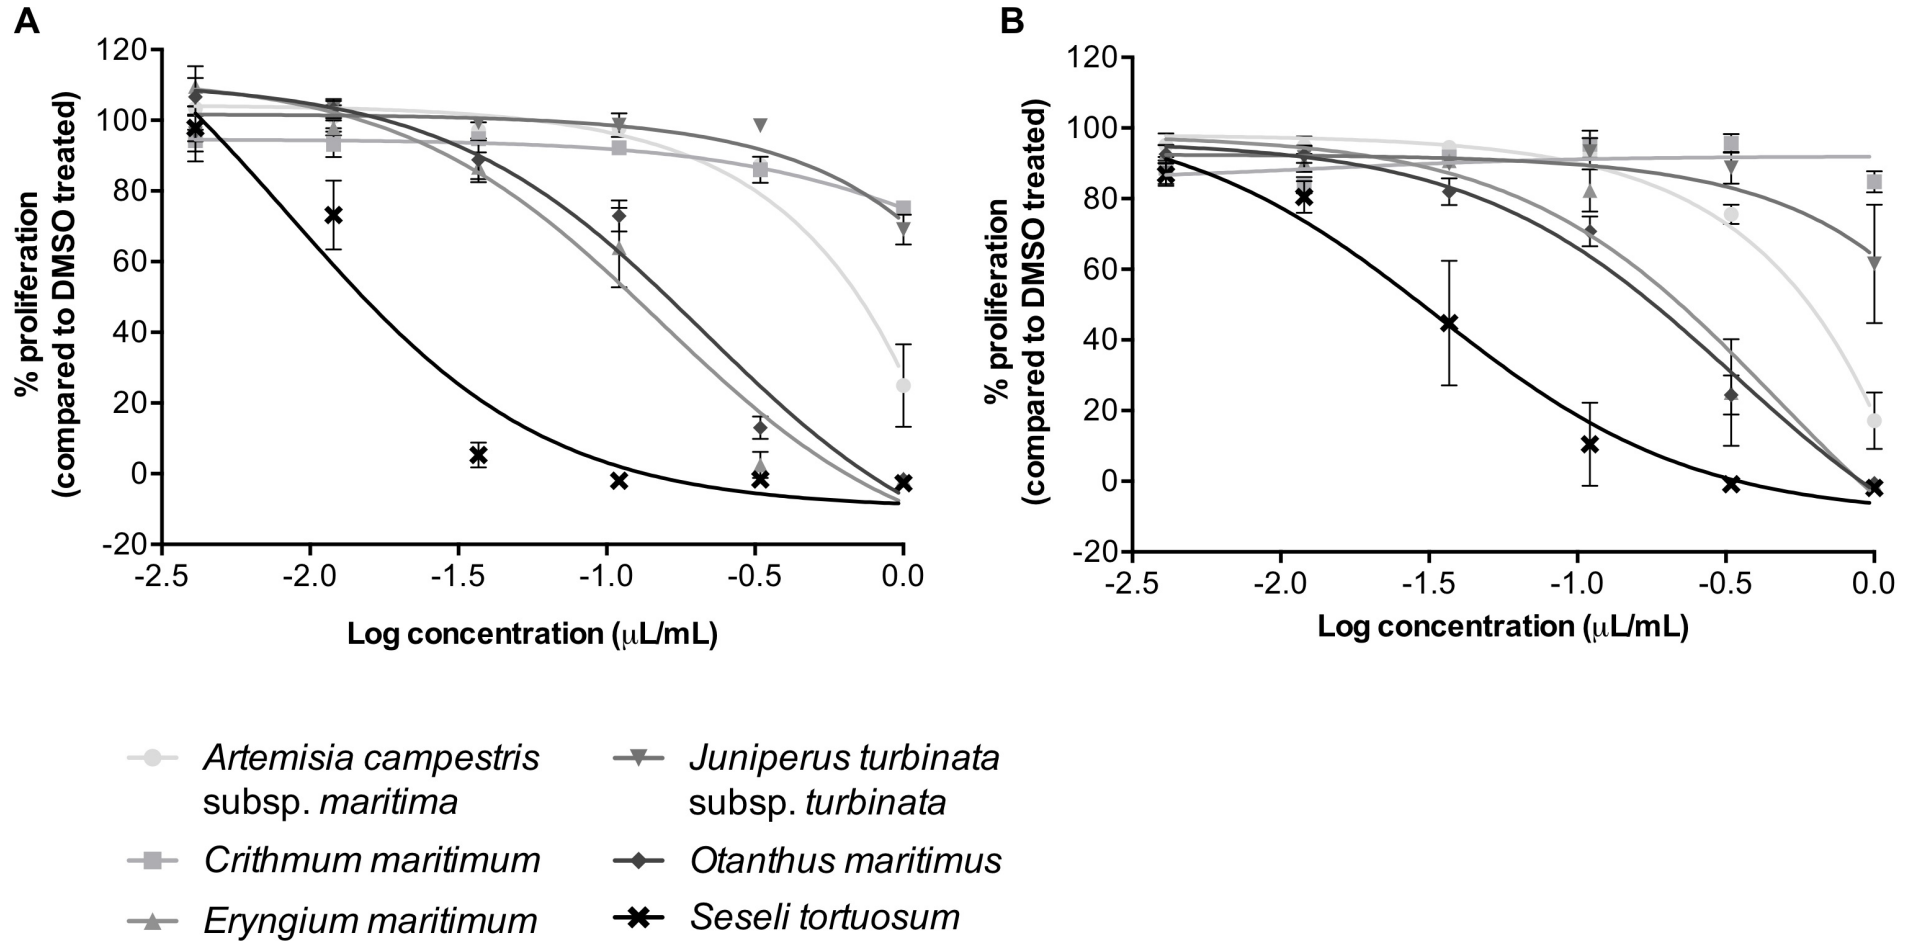 A
120
100
80
60
40
20
0
-20
% proliferation
(compared to DMSO treated)
-2.5 -2.0 -1.5 -1.0 -0.5 0.0
Log concentration (μL/mL)
B
120
100
80
60
40
20
0
-20
% proliferation
(compared to DMSO treated)
-2.5 -2.0 -1.5 -1.0 -0.5 0.0
Log concentration (μL/mL)
Artemisia campestris
subsp. maritima
Crithmum maritimum
Eryngium maritimum
Juniperus turbinata
subsp. turbinata
Otanthus maritimus
Seseli tortuosum